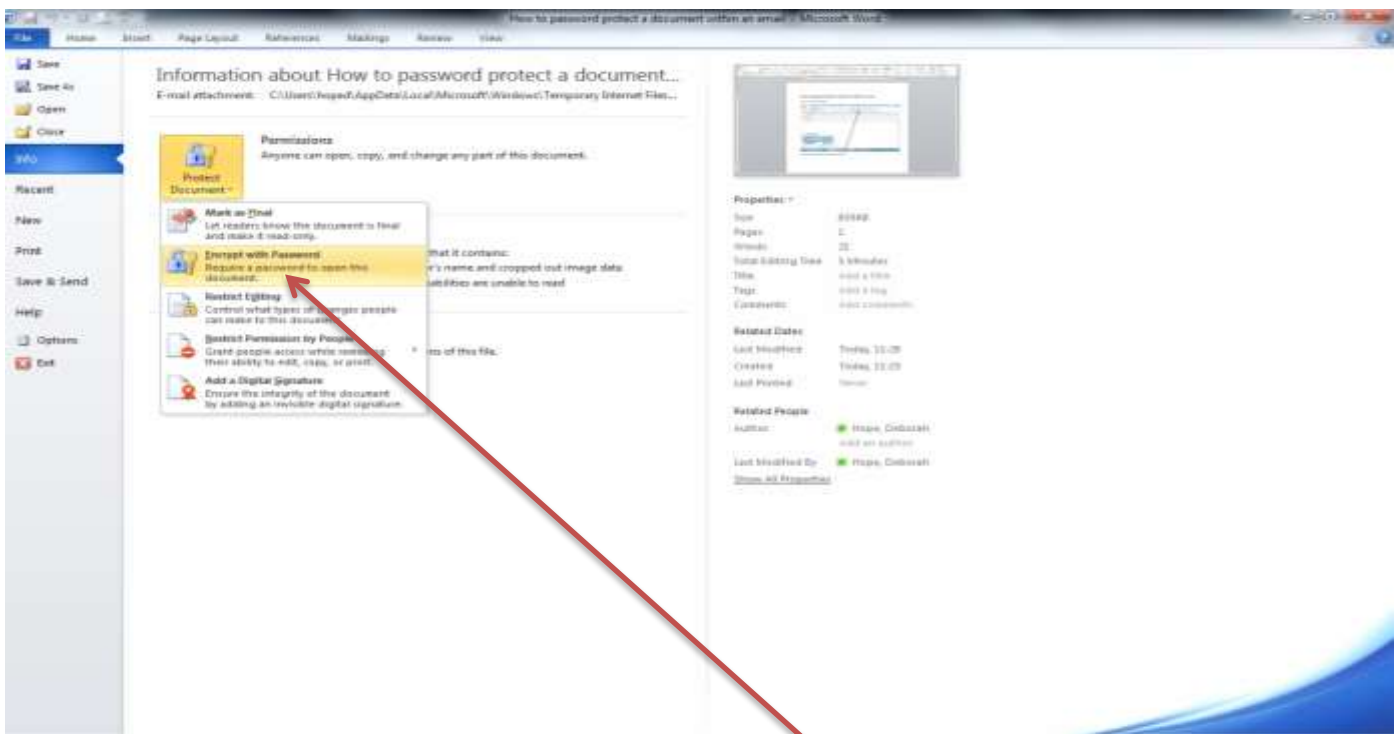 How to password protect a document within an email - Microsoft Word
File Home Insert Page Layout References Mailings Review View
Save
Save As
Open
Close
Info
Recent
New
Print
Save & Send
Help
Options
Exit
Information about How to password protect a document...
E-mail attachment: C:\Users\hoped\AppData\Local\Microsoft\Windows\Temporary Internet Files...
Protect
Document
Permissions
Anyone can open, copy, and change any part of this document.
Mark as Final
Let readers know the document is final
and make it read-only.
Encrypt with Password
Require a password to open this
document.
Restrict Editing
Control what types of changes people
can make to this document
Restrict Permission by People
Grant people access while removing
their ability to edit, copy, or print.
Add a Digital Signature
Ensure the integrity of the document
by adding an invisible digital signature.
that it contains:
r's name and cropped out image data
abilities are unable to read
ns of this file.
Properties
Size
Pages
Words
Total Editing Time 5 Minutes
Title Add a title
Tags Add a tag
Comments Add comments
Related Dates
Last Modified Today,
Created Today,
Last Printed Never
Related People
Author Hope, Deborah
Add an author
Last Modified By Hope, Deborah
Show All Properties